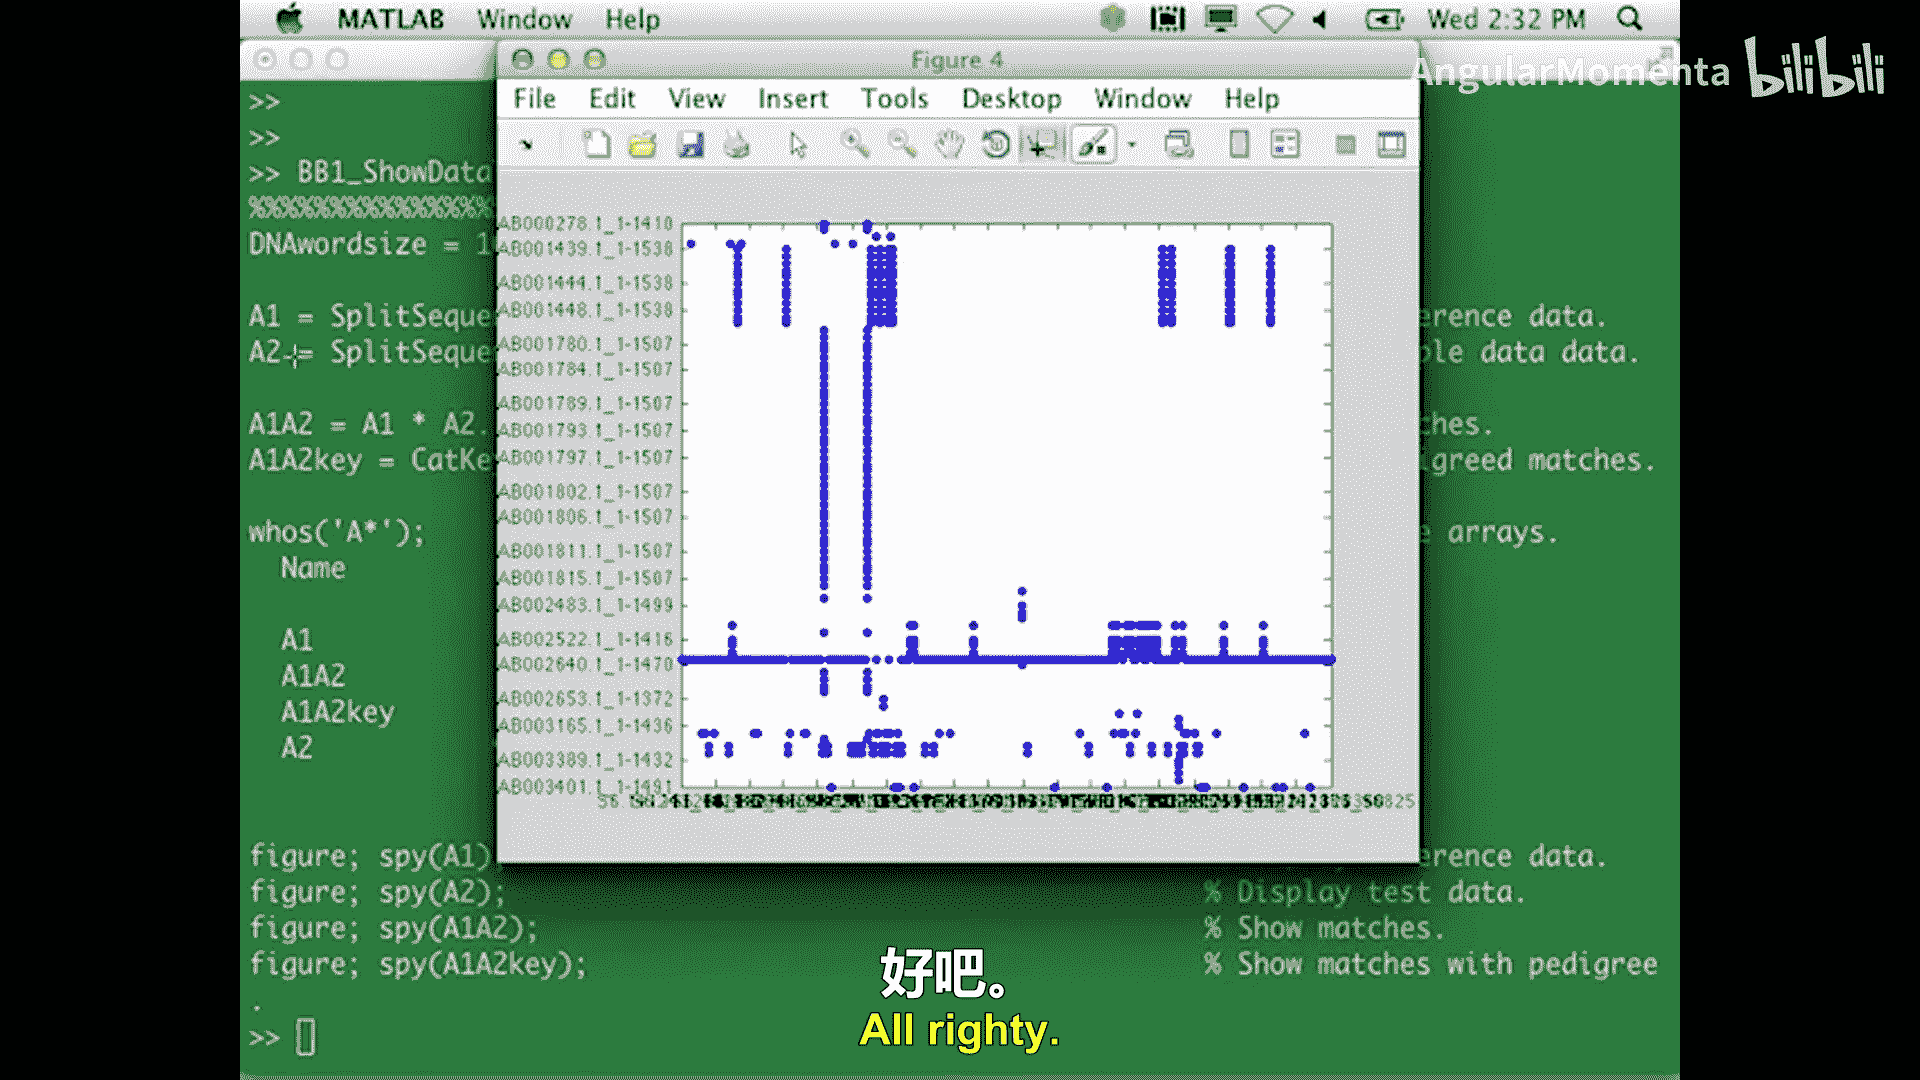 MATLAB Window Help Wed 2:32 PM
Figure 4
AngularMomenta bilibili
File Edit View Insert Tools Desktop Window Help
>>
>>
>> BB1_ShowData
%%%%%%%%%%%%%%%
DNAwordsize = 1
A1 = SplitSeque erence data.
A2 = SplitSeque ple data data.
A1A2 = A1 * A2. ches.
A1A2key = CatKe igreed matches.
whos('A*'); e arrays.
Name
A1
A1A2
A1A2key
A2
AB000278.1_1-1410
AB001439.1_1-1538
AB001444.1_1-1538
AB001448.1_1-1538
AB001780.1_1-1507
AB001784.1_1-1507
AB001789.1_1-1507
AB001793.1_1-1507
AB001797.1_1-1507
AB001802.1_1-1507
AB001806.1_1-1507
AB001811.1_1-1507
AB001815.1_1-1507
AB002483.1_1-1499
AB002522.1_1-1416
AB002640.1_1-1470
AB002653.1_1-1372
AB003165.1_1-1436
AB003389.1_1-1432
AB003401.1_1-1491
figure; spy(A1) erence data.
figure; spy(A2); % Display test data.
figure; spy(A1A2); % Show matches.
figure; spy(A1A2key); % Show matches with pedigree
.
>>
好吧。
All righty.